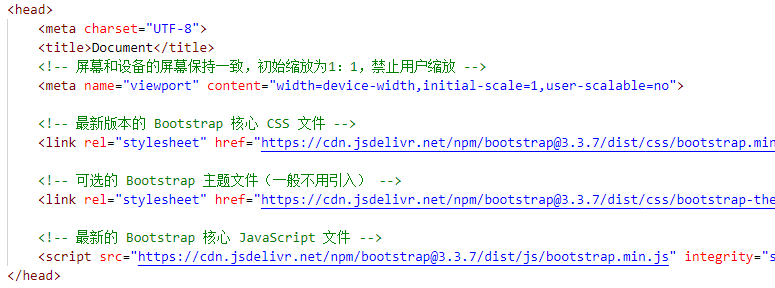 <head>
<meta charset="UTF-8">
<title>Document</title>
<!-- 屏幕和设备的屏幕保持一致，初始缩放为1：1，禁止用户缩放 -->
<meta name="viewport" content="width=device-width,initial-scale=1,user-scalable=no">
<!-- 最新版本的 Bootstrap 核心 CSS 文件 -->
<link rel="stylesheet" href="https://cdn.jsdelivr.net/npm/bootstrap@3.3.7/dist/css/bootstrap.min
<!-- 可选的 Bootstrap 主题文件（一般不用引入） -->
<link rel="stylesheet" href="https://cdn.jsdelivr.net/npm/bootstrap@3.3.7/dist/css/bootstrap-the
<!-- 最新的 Bootstrap 核心 JavaScript 文件 -->
<script src="https://cdn.jsdelivr.net/npm/bootstrap@3.3.7/dist/js/bootstrap.min.js" integrity="s
</head>